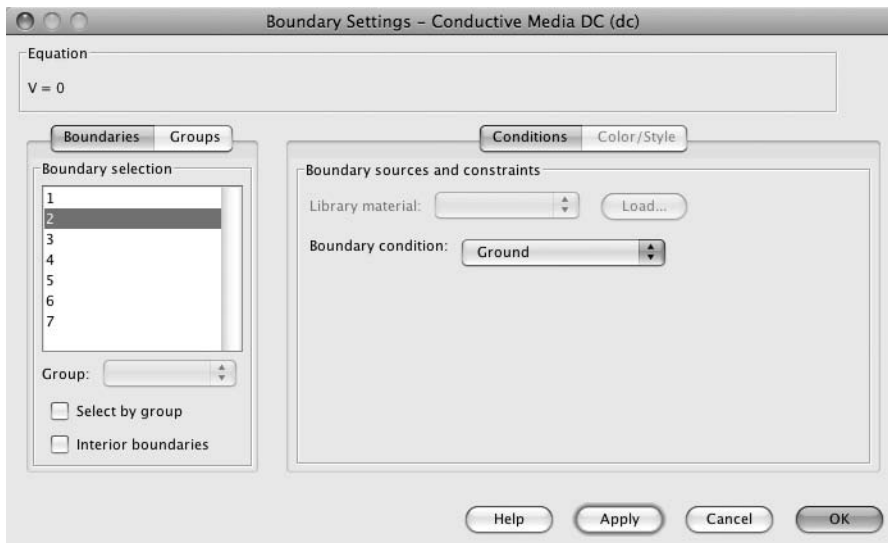 Boundary Settings – Conductive Media DC (dc)
Equation
V = 0
Boundaries Groups
Boundary selection
1
2
3
4
5
6
7
Group:
Select by group
Interior boundaries
Conditions Color/Style
Boundary sources and constraints
Library material: Load...
Boundary condition: Ground
Help Apply Cancel OK